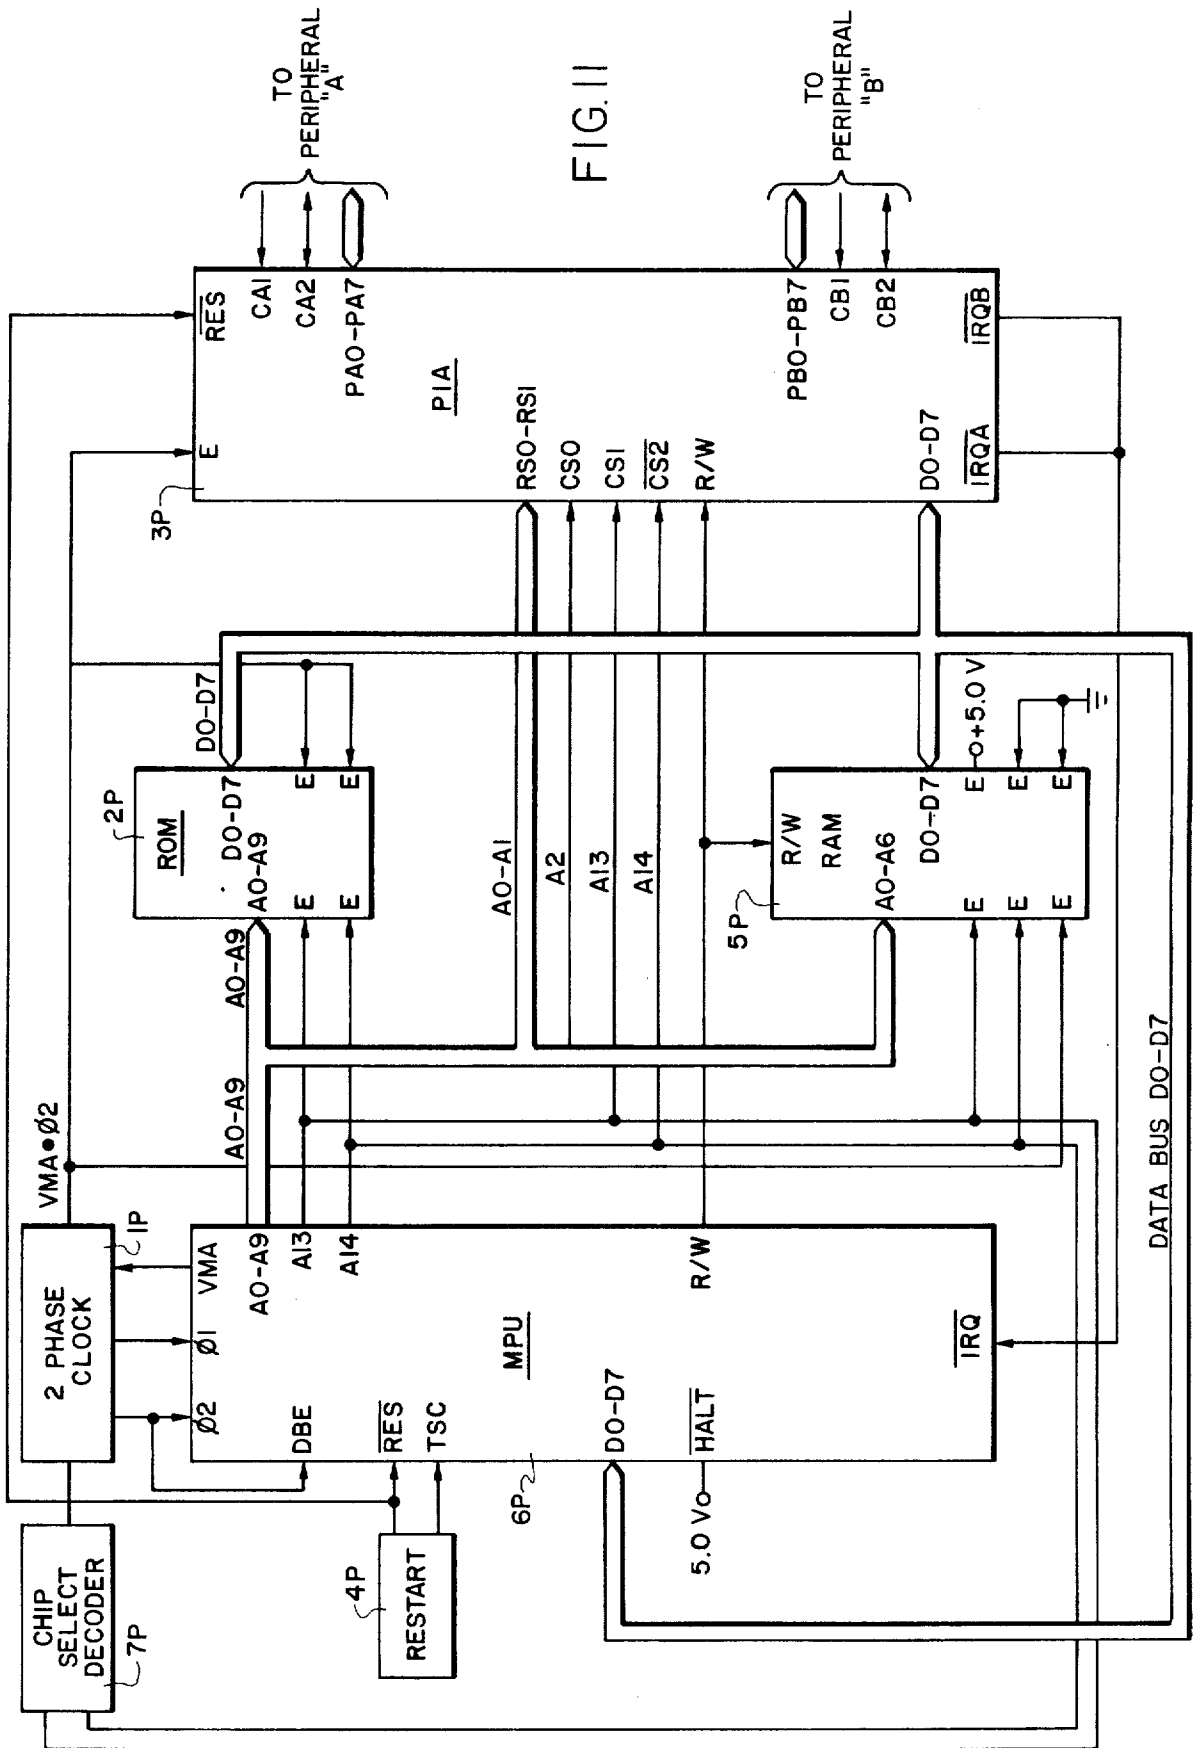 FIG. 11
CHIP
SELECT
DECODER
7P
2 PHASE
CLOCK
1P
VMA•Ø2
RESTART
4P
MPU
6P
Ø2
Ø1
VMA
DBE
RES
TSC
D0-D7
HALT
5.0 V
IRQ
A0-A9
A13
A14
R/W
A0-A9
A0-A9
ROM
2P
D0-D7
A0-A9
E
E
E
E
D0-D7
A0-A1
A2
A13
A14
R/W
RAM
5P
A0-A6
D0-D7
E
E
E
E
E
E
+5.0 V
DATA BUS D0-D7
PIA
3P
E
RES
CA1
CA2
PA0-PA7
RS0-RS1
CS0
CS1
CS2
R/W
D0-D7
PB0-PB7
CB1
CB2
IRQA
IRQB
TO
PERIPHERAL
"A"
TO
PERIPHERAL
"B"